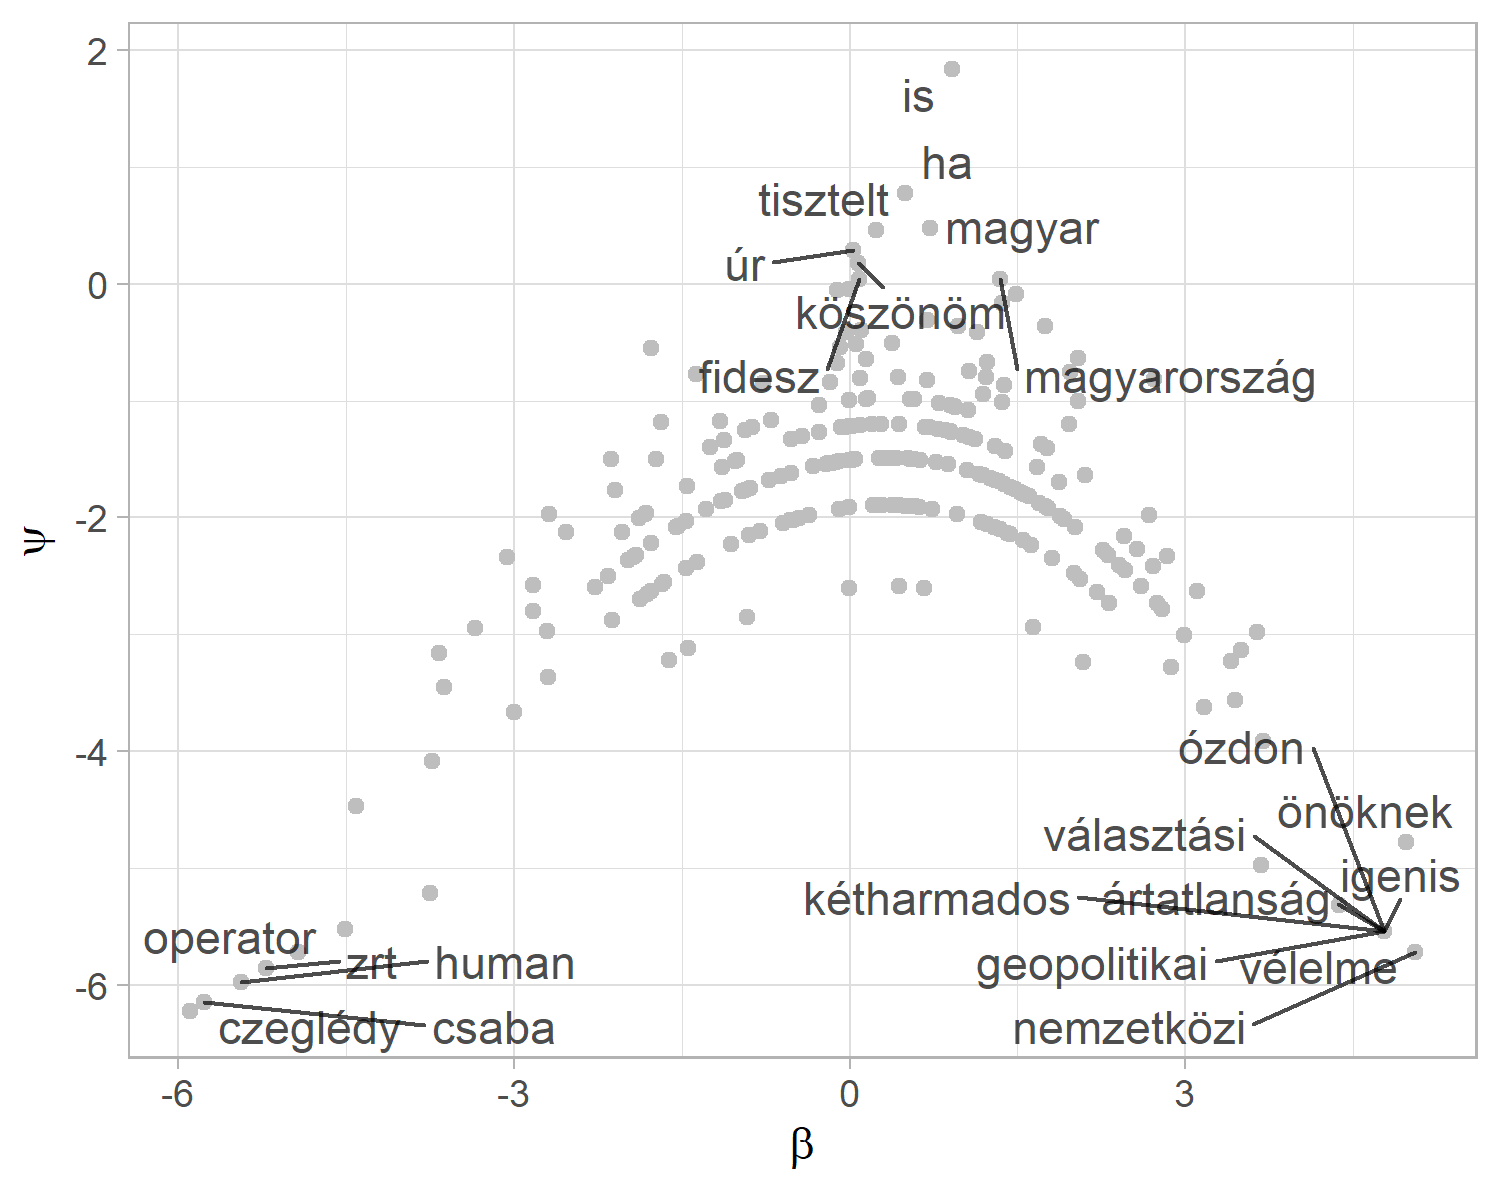 2
is
ha
tisztelt
magyar
úr
0
köszönöm
fidesz
magyarország
ψ
-2
-4
ózdon
önöknek
választási
igenis
kétharmados
ártatlanság
operator
zrt
human
geopolitikai
vélelme
-6
czeglédy
csaba
nemzetközi
-6
-3
0
3
β